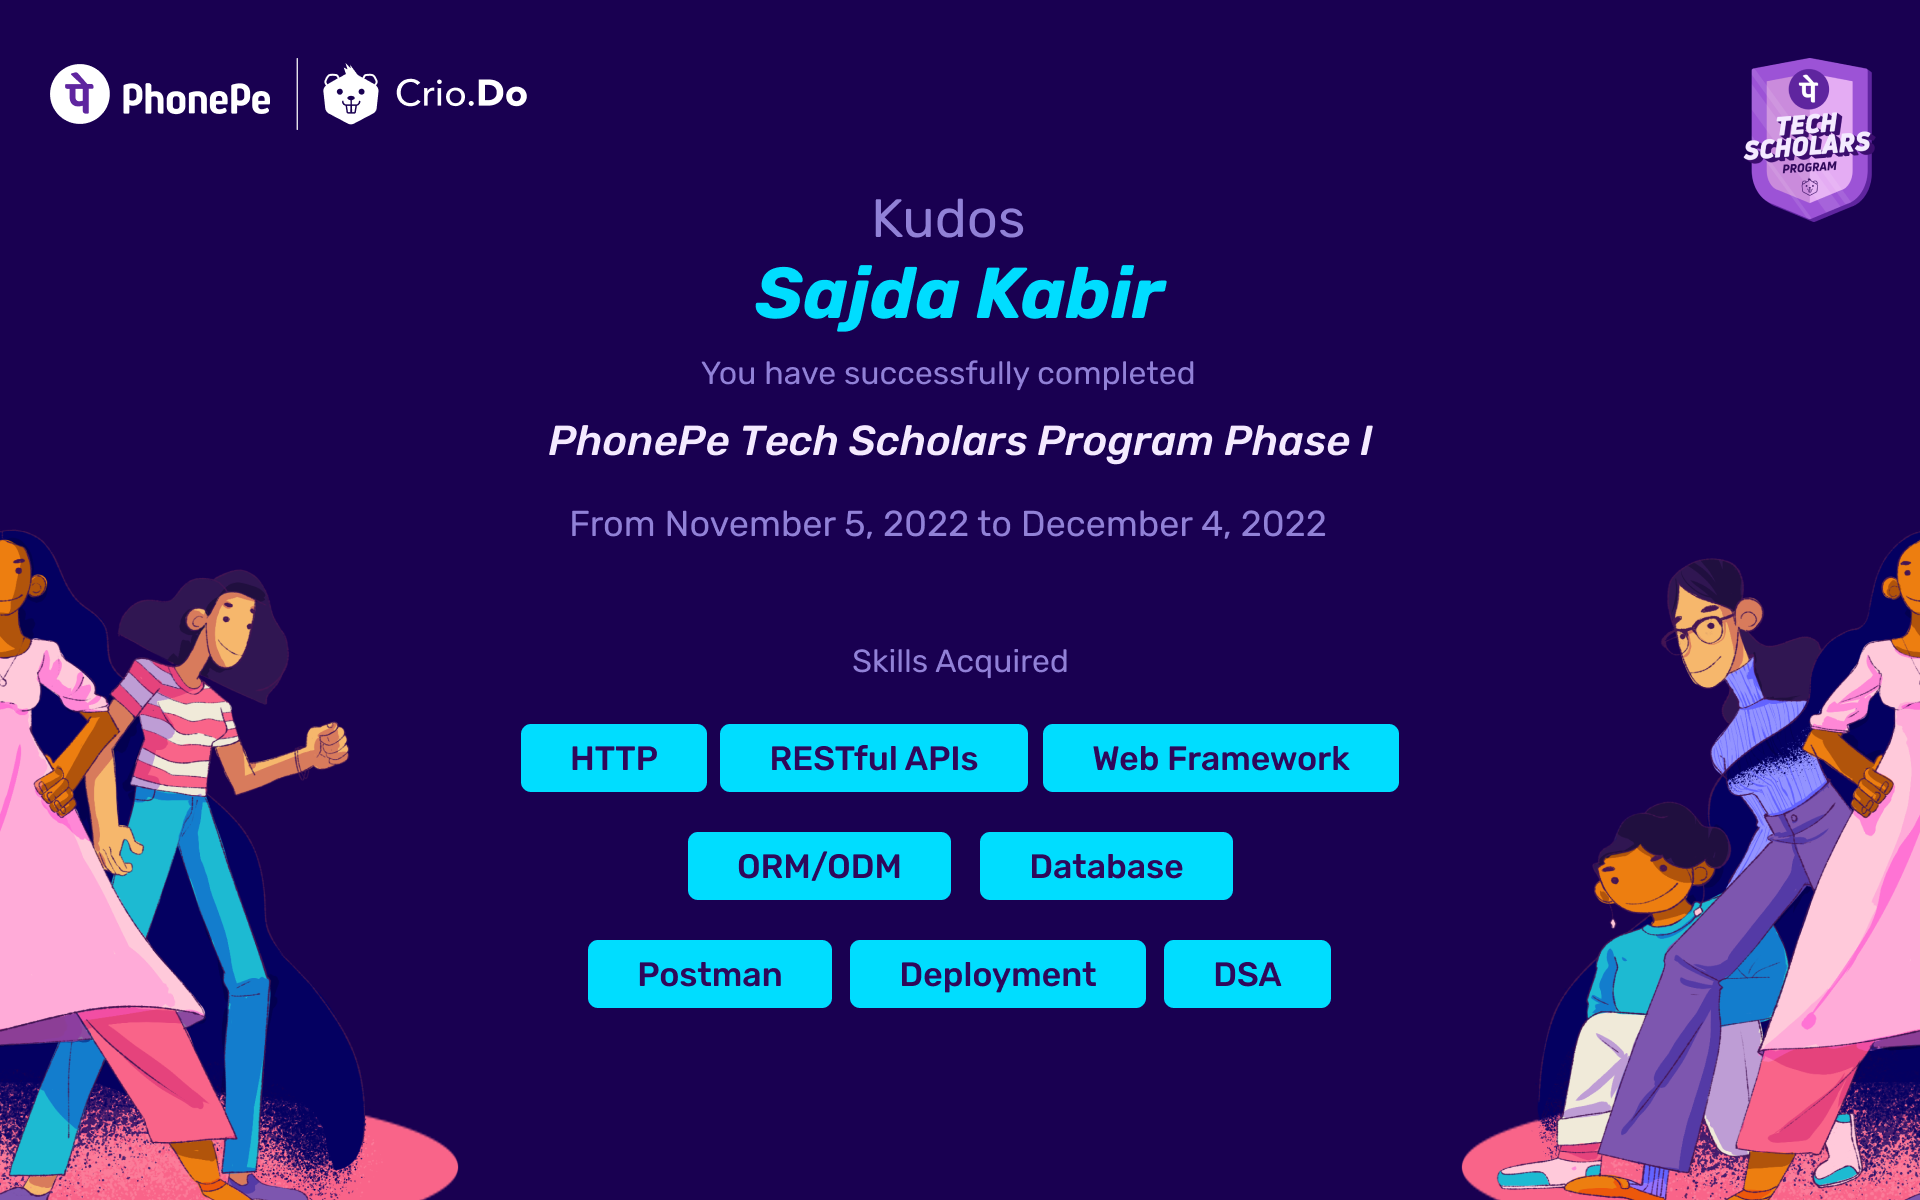 पे PhonePe Crio.Do
पे
TECH
SCHOLARS
PROGRAM
Kudos
Sajda Kabir
You have successfully completed
PhonePe Tech Scholars Program Phase I
From November 5, 2022 to December 4, 2022
Skills Acquired
HTTP RESTful APIs Web Framework
ORM/ODM Database
Postman Deployment DSA